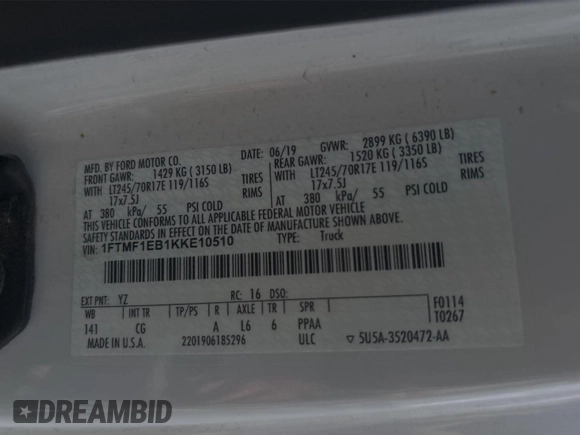 MFD. BY FORD MOTOR CO.
DATE: 06/19 GVWR: 2899 KG ( 6390 LB)
FRONT GAWR: 1429 KG ( 3150 LB) REAR GAWR: 1520 KG ( 3350 LB)
WITH LT245/70R17E 119/116S TIRES WITH LT245/70R17E 119/116S TIRES
17x7.5J RIMS 17x7.5J RIMS
AT 380 kPa/ 55 PSI COLD AT 380 kPa/ 55 PSI COLD
THIS VEHICLE CONFORMS TO ALL APPLICABLE FEDERAL MOTOR VEHICLE
SAFETY STANDARDS IN EFFECT ON THE DATE OF MANUFACTURE SHOWN ABOVE.
VIN: 1FTMF1EB1KKE10510 TYPE: Truck
EXT PNT: YZ RC: 16 DSO: F0114
WB INT TR TP/PS R AXLE TR SPR T0267
141 CG A L6 6 PPAA
MADE IN U.S.A. 2201906185296 ULC ▽ 5U5A-3520472-AA
DREAMBID